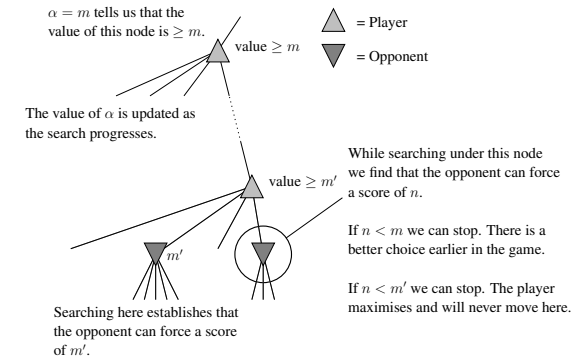 α = m tells us that the
value of this node is ≥ m.
value ≥ m
= Player
= Opponent
The value of α is updated as
the search progresses.
value ≥ m′
While searching under this node
we find that the opponent can force
a score of n.
If n < m we can stop. There is a
better choice earlier in the game.
If n < m′ we can stop. The player
maximises and will never move here.
m′
Searching here establishes that
the opponent can force a score
of m′.